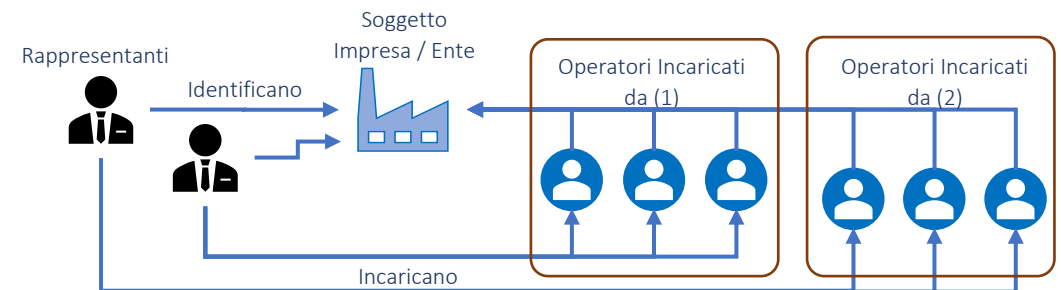 Soggetto
Impresa / Ente
Rappresentanti
Identificano
Operatori Incaricati
da (1)
Operatori Incaricati
da (2)
Incaricano